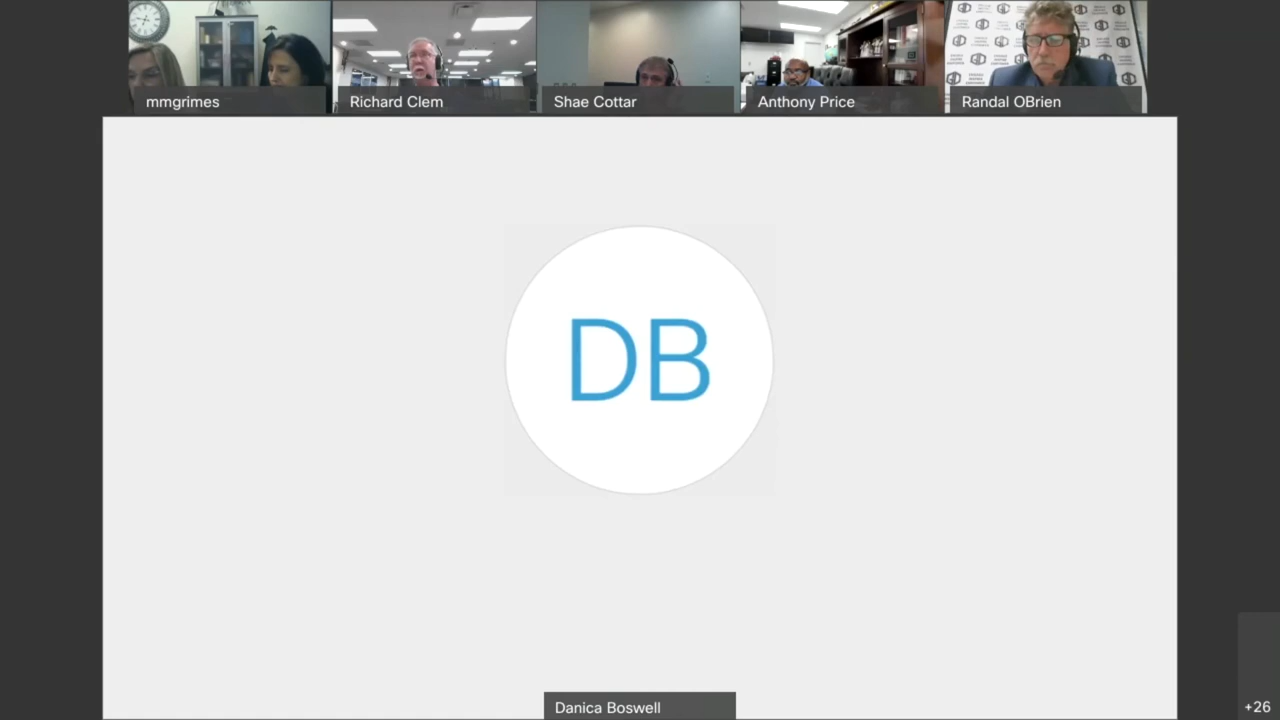 mmgrimes
Richard Clem
Shae Cottar
Anthony Price
Randal OBrien
DB
Danica Boswell
+26